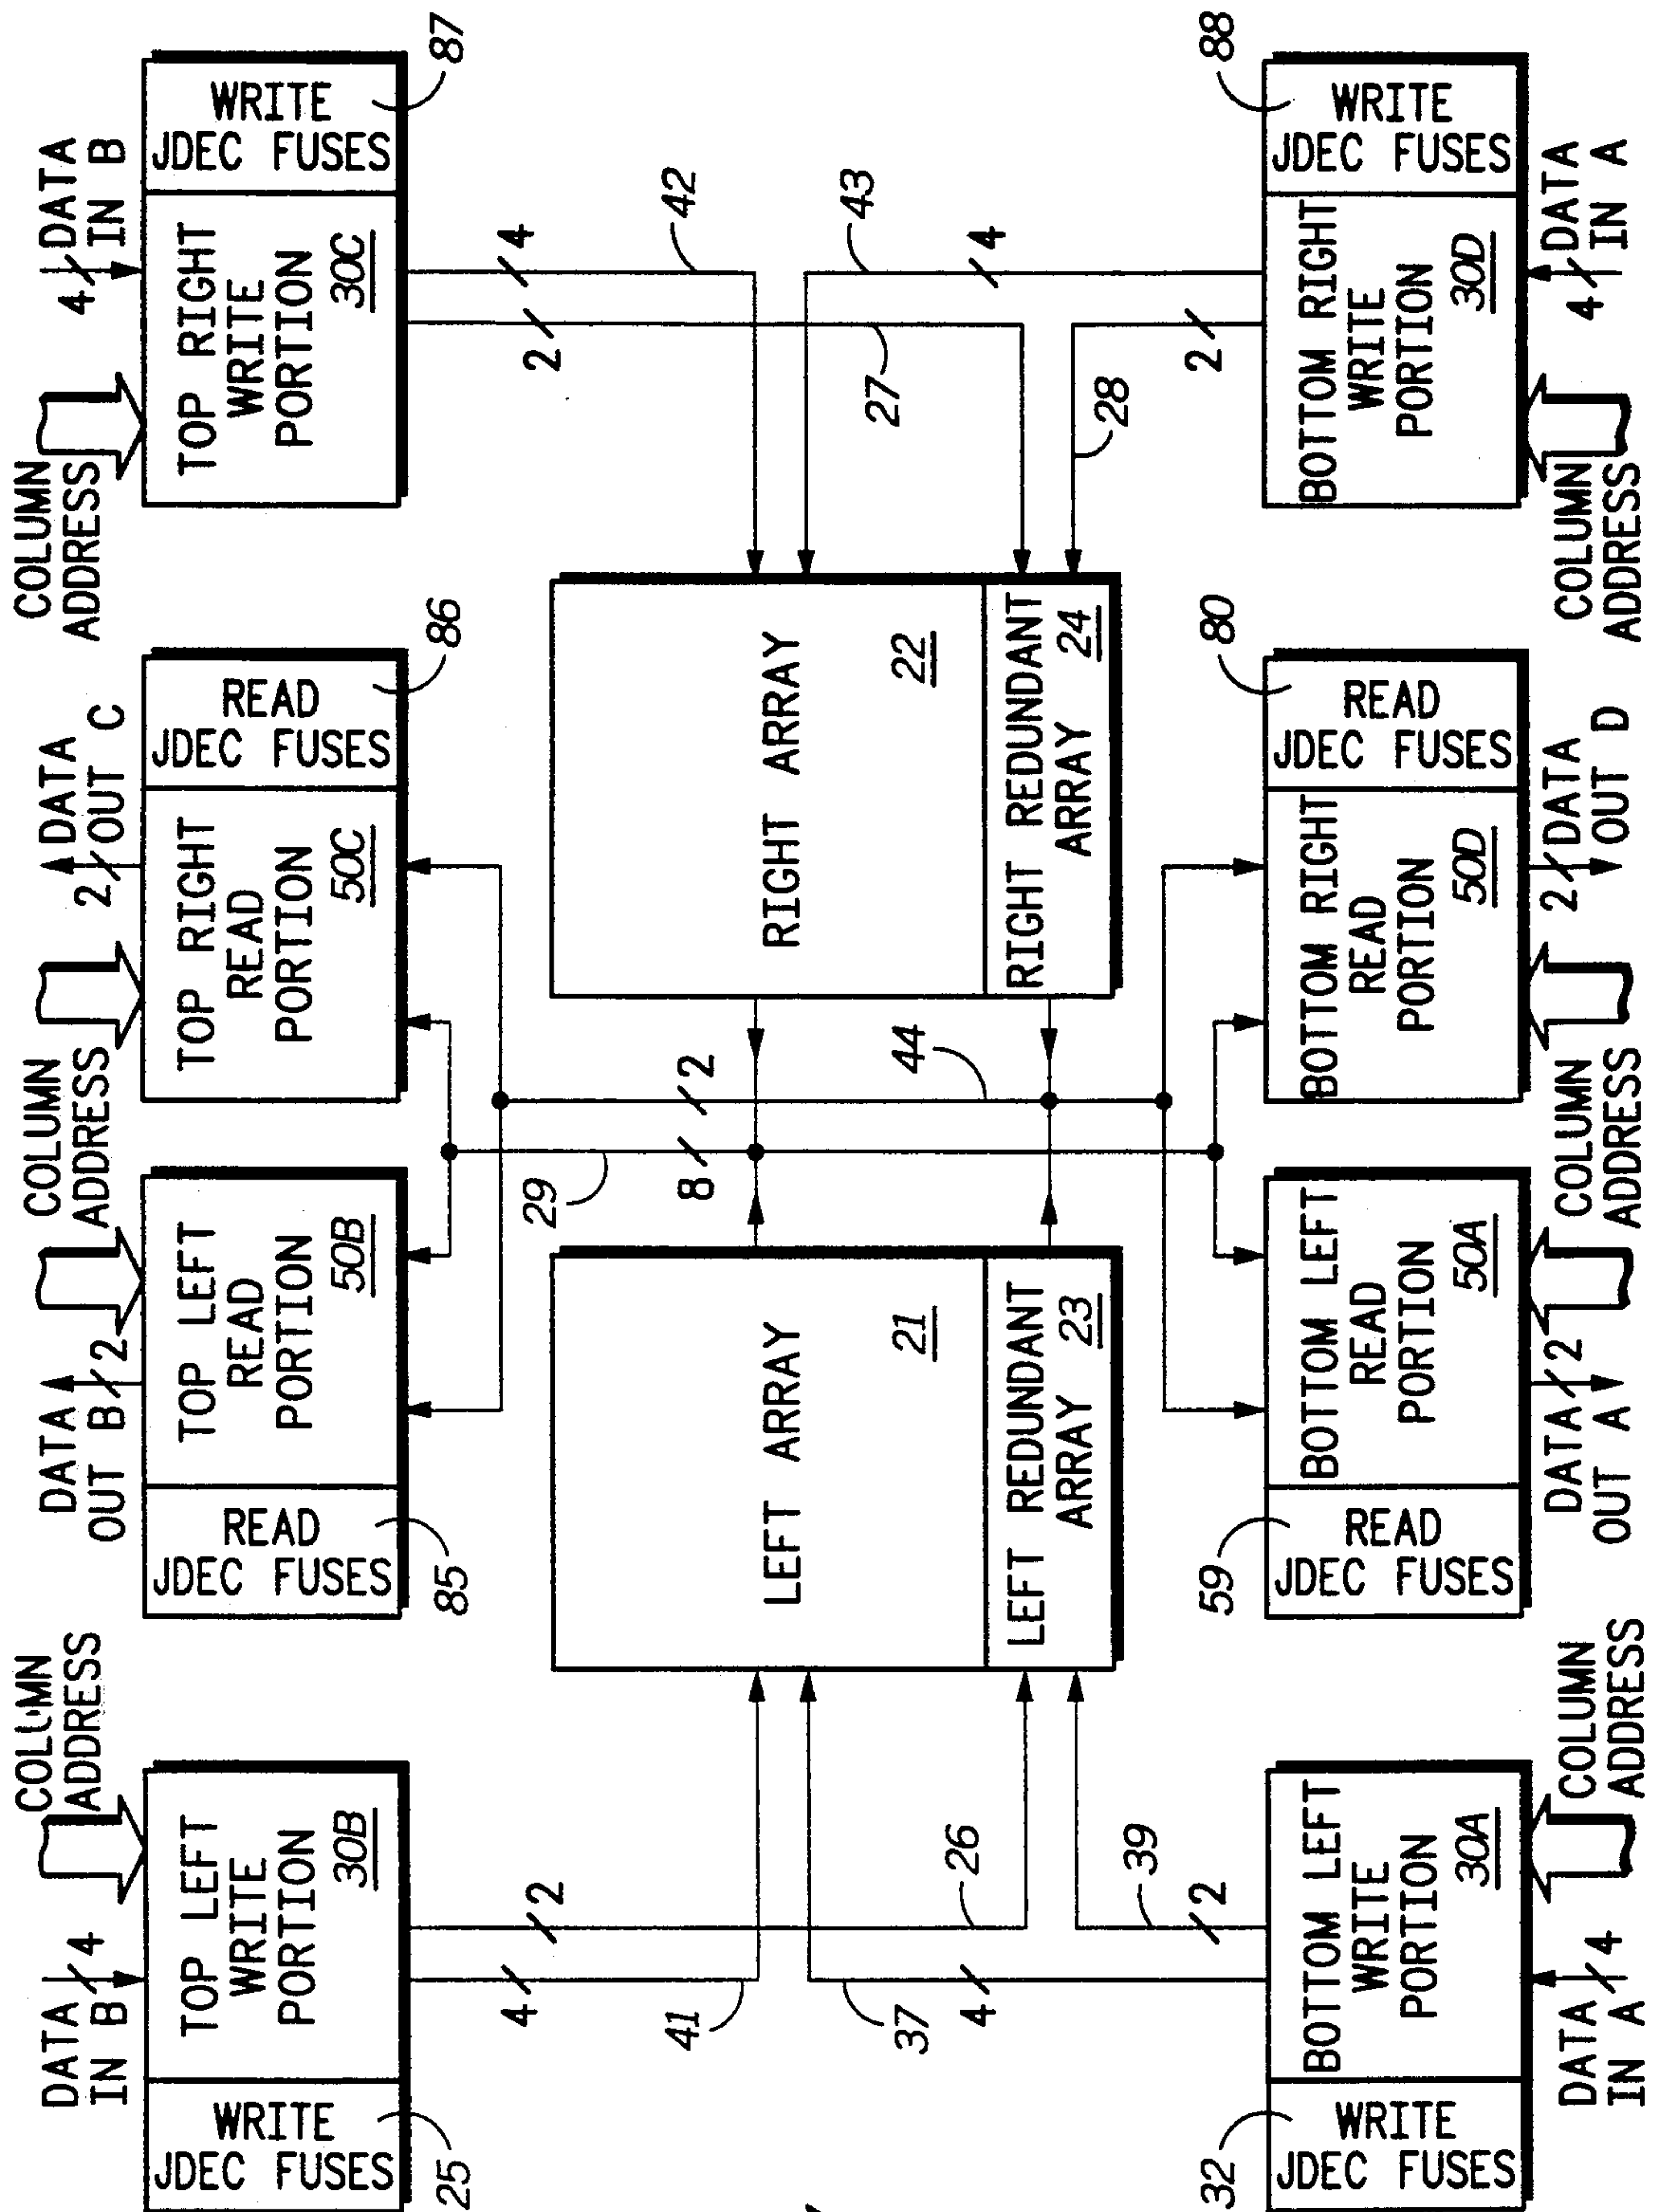 DATA
IN B
4
COLUMN
ADDRESS
WRITE
JDEC FUSES
TOP LEFT
WRITE
PORTION
30B
25
DATA
OUT B
2
COLUMN
ADDRESS
READ
JDEC FUSES
TOP LEFT
READ
PORTION
50B
85
COLUMN
ADDRESS
2
DATA
OUT C
TOP RIGHT
READ
PORTION
50C
READ
JDEC FUSES
86
COLUMN
ADDRESS
4
DATA
IN B
TOP RIGHT
WRITE
PORTION
30C
WRITE
JDEC FUSES
87
4
2
41
29
8
2
2
4
42
LEFT ARRAY
21
LEFT REDUNDANT
ARRAY
23
44
RIGHT ARRAY
22
RIGHT REDUNDANT
ARRAY
24
37
26
4
39
2
27
43
4
28
2
WRITE
JDEC FUSES
32
BOTTOM LEFT
WRITE
PORTION
30A
DATA
IN A
4
COLUMN
ADDRESS
59
READ
JDEC FUSES
BOTTOM LEFT
READ
PORTION
50A
DATA
OUT A
2
COLUMN
ADDRESS
80
BOTTOM RIGHT
READ
PORTION
50D
READ
JDEC FUSES
2
DATA
OUT D
COLUMN
ADDRESS
88
BOTTOM RIGHT
WRITE
PORTION
30D
WRITE
JDEC FUSES
4
DATA
IN A